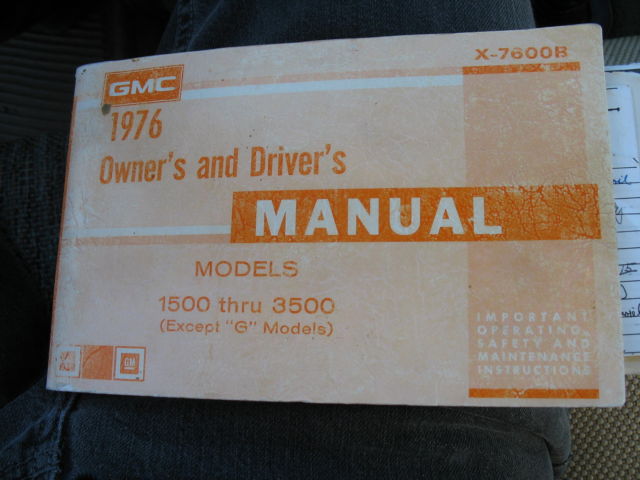 X-7600B
GMC
1976
Owner's and Driver's
MANUAL
MODELS
1500 thru 3500
(Except "G" Models)
IMPORTANT
OPERATING,
SAFETY AND
MAINTENANCE
INSTRUCTIONS
GM